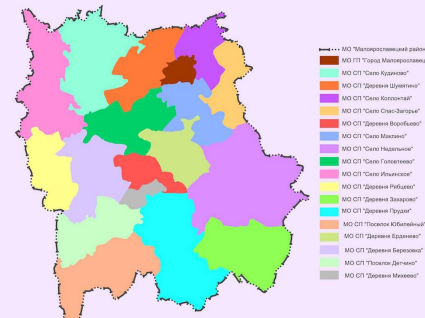 МО "Малоярославецкий район"
МО ГП "Город Малоярославец"
МО СП "Село Кудиново"
МО СП "Деревня Шумятино"
МО СП "Село Коллонтай"
МО СП "Село Спас-Загорье"
МО СП "Деревня Воробьево"
МО СП "Село Маклино"
МО СП "Село Недельное"
МО СП "Село Головтеево"
МО СП "Село Ильинское"
МО СП "Деревня Рябцево"
МО СП "Деревня Захарово"
МО СП "Деревня Прудки"
МО СП "Поселок Юбилейный"
МО СП "Деревня Ерденево"
МО СП "Деревня Березовка"
МО СП "Поселок Детчино"
МО СП "Деревня Михеево"